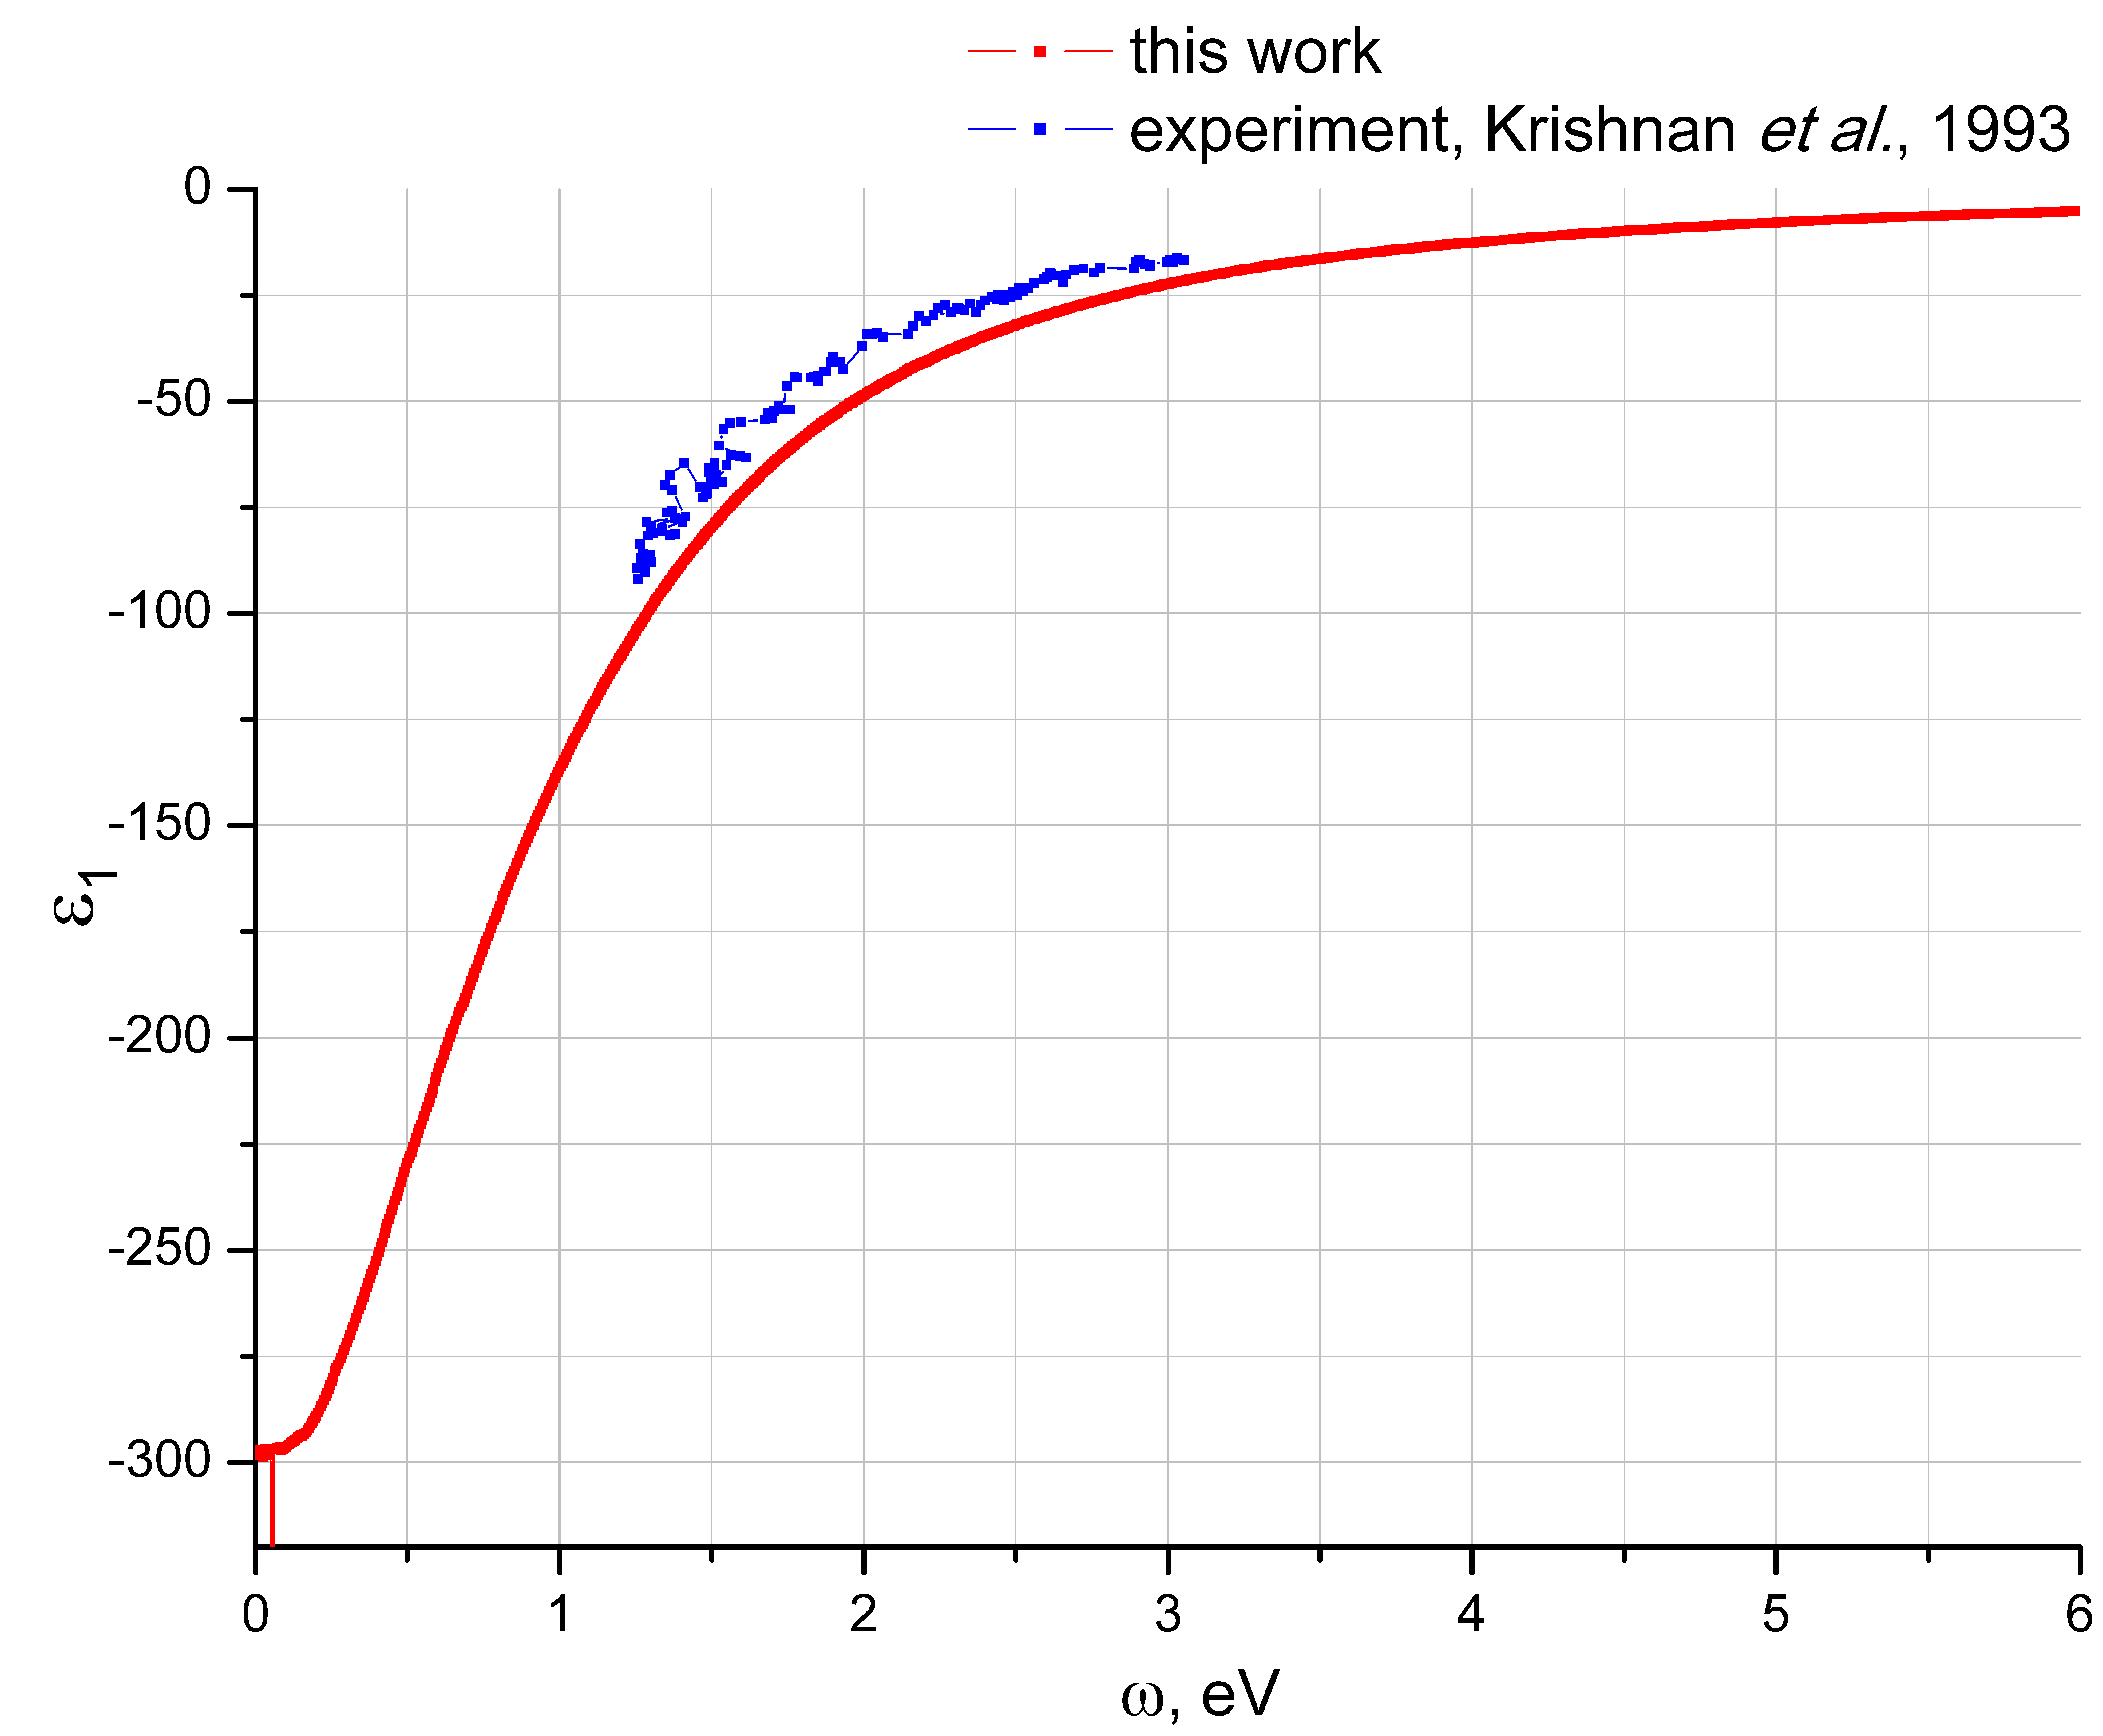 this work
experiment, Krishnan et al., 1993
0
-50
-100
-150
-200
-250
-300
ε1
0 1 2 3 4 5 6
ω, eV